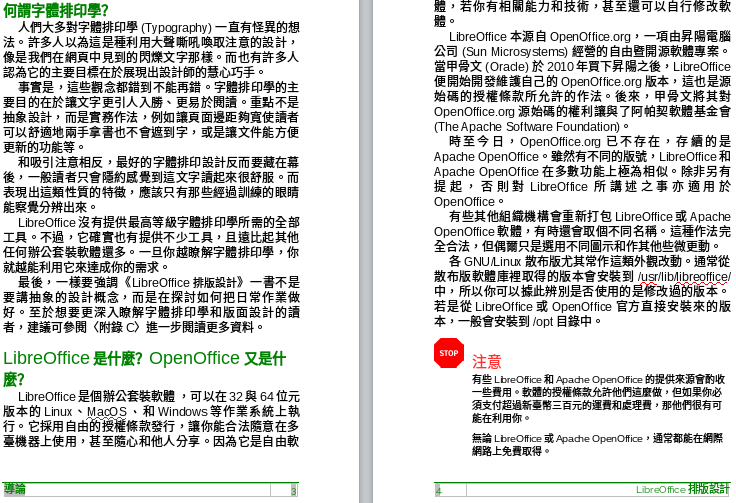 何謂字體排印學?
人們大多對字體排印學 (Typography) 一直有怪異的想
法。許多人以為這是種利用大聲嘶吼喚取注意的設計，
像是我們在網頁中見到的閃爍文字那樣。而也有許多人
認為它的主要目標在於展現出設計師的慧心巧手。
事實是，這些觀念都錯到不能再錯。字體排印學的主
要目的在於讓文字更引人入勝、更易於閱讀。重點不是
抽象設計，而是實務作法，例如讓頁面邊距夠寬使讀者
可以舒適地兩手拿書也不會遮到字，或是讓文件能方便
更新的功能等。
和吸引注意相反，最好的字體排印設計反而要藏在幕
後，一般讀者只會隱約感覺到這文字讀起來很舒服。而
表現出這類性質的特徵，應該只有那些經過訓練的眼睛
能察覺分辨出來。
LibreOffice 沒有提供最高等級字體排印學所需的全部
工具。不過，它確實也有提供不少工具，且遠比起其他
任何辦公套裝軟體還多。一旦你越瞭解字體排印學，你
就越能利用它來達成你的需求。
最後，一樣要強調《LibreOffice 排版設計》一書不是
要講抽象的設計概念，而是在探討如何把日常作業做
好。至於想要更深入瞭解字體排印學和版面設計的讀
者，建議可參閱〈附錄 C〉進一步閱讀更多資料。
LibreOffice 是什麼？OpenOffice 又是什
麼？
LibreOffice 是個辦公套裝軟體 ，可以在 32 與 64 位元
版本的 Linux 、MacOS 、和 Windows 等作業系統上執
行。它採用自由的授權條款發行，讓你能合法隨意在多
臺機器上使用，甚至隨心和他人分享。因為它是自由軟
導論 3
體，若你有相關能力和技術，甚至還可以自行修改軟
體。
LibreOffice 本源自 OpenOffice.org，一項由昇陽電腦
公司 (Sun Microsystems) 經營的自由暨開源軟體專案。
當甲骨文 (Oracle) 於 2010 年買下昇陽之後，LibreOffice
便開始開發維護自己的 OpenOffice.org 版本，這也是源
始碼的授權條款所允許的作法。後來，甲骨文將其對
OpenOffice.org 源始碼的權利讓與了阿帕契軟體基金會
(The Apache Software Foundation)。
時至今日，OpenOffice.org 已不存在，存續的是
Apache OpenOffice。雖然有不同的版號，LibreOffice 和
Apache OpenOffice 在多數功能上極為相似。除非另有
提起，否則對 LibreOffice 所講述之事亦適用於
OpenOffice。
有些其他組織機構會重新打包 LibreOffice 或 Apache
OpenOffice 軟體，有時還會取個不同名稱。這種作法完
全合法，但偶爾只是選用不同圖示和作其他些微更動。
各 GNU/Linux 散布版尤其常作這類外觀改動。通常從
散布版軟體庫裡取得的版本會安裝到 /usr/lib/libreoffice/
中，所以你可以據此辨別是否使用的是修改過的版本。
若是從 LibreOffice 或 OpenOffice 官方直接安裝來的版
本，一般會安裝到 /opt 目錄中。
STOP
注意
有些 LibreOffice 和 Apache OpenOffice 的提供來源會酌收
一些費用。軟體的授權條款允許他們這麼做，但如果你必
須支付超過新臺幣三百元的運費和處理費，那他們很有可
能在利用你。
無論 LibreOffice 或 Apache OpenOffice，通常都能在網際
網路上免費取得。
4 LibreOffice 排版設計